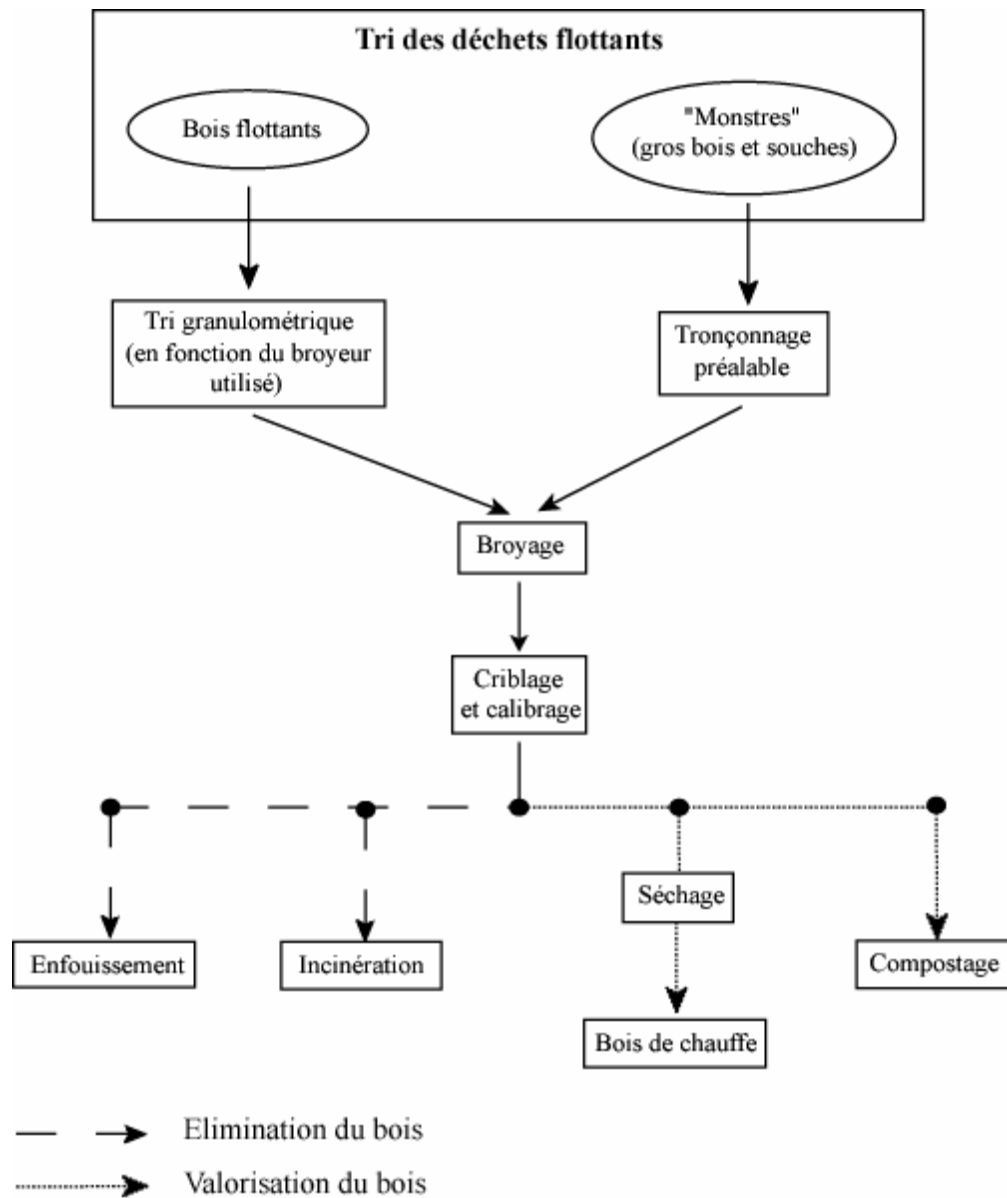 Tri des déchets flottants
Bois flottants
"Monstres"
(gros bois et souches)
Tri granulométrique
(en fonction du broyeur
utilisé)
Tronçonnage
préalable
Broyage
Criblage
et calibrage
Séchage
Enfouissement
Incinération
Compostage
Bois de chauffe
Elimination du bois
Valorisation du bois